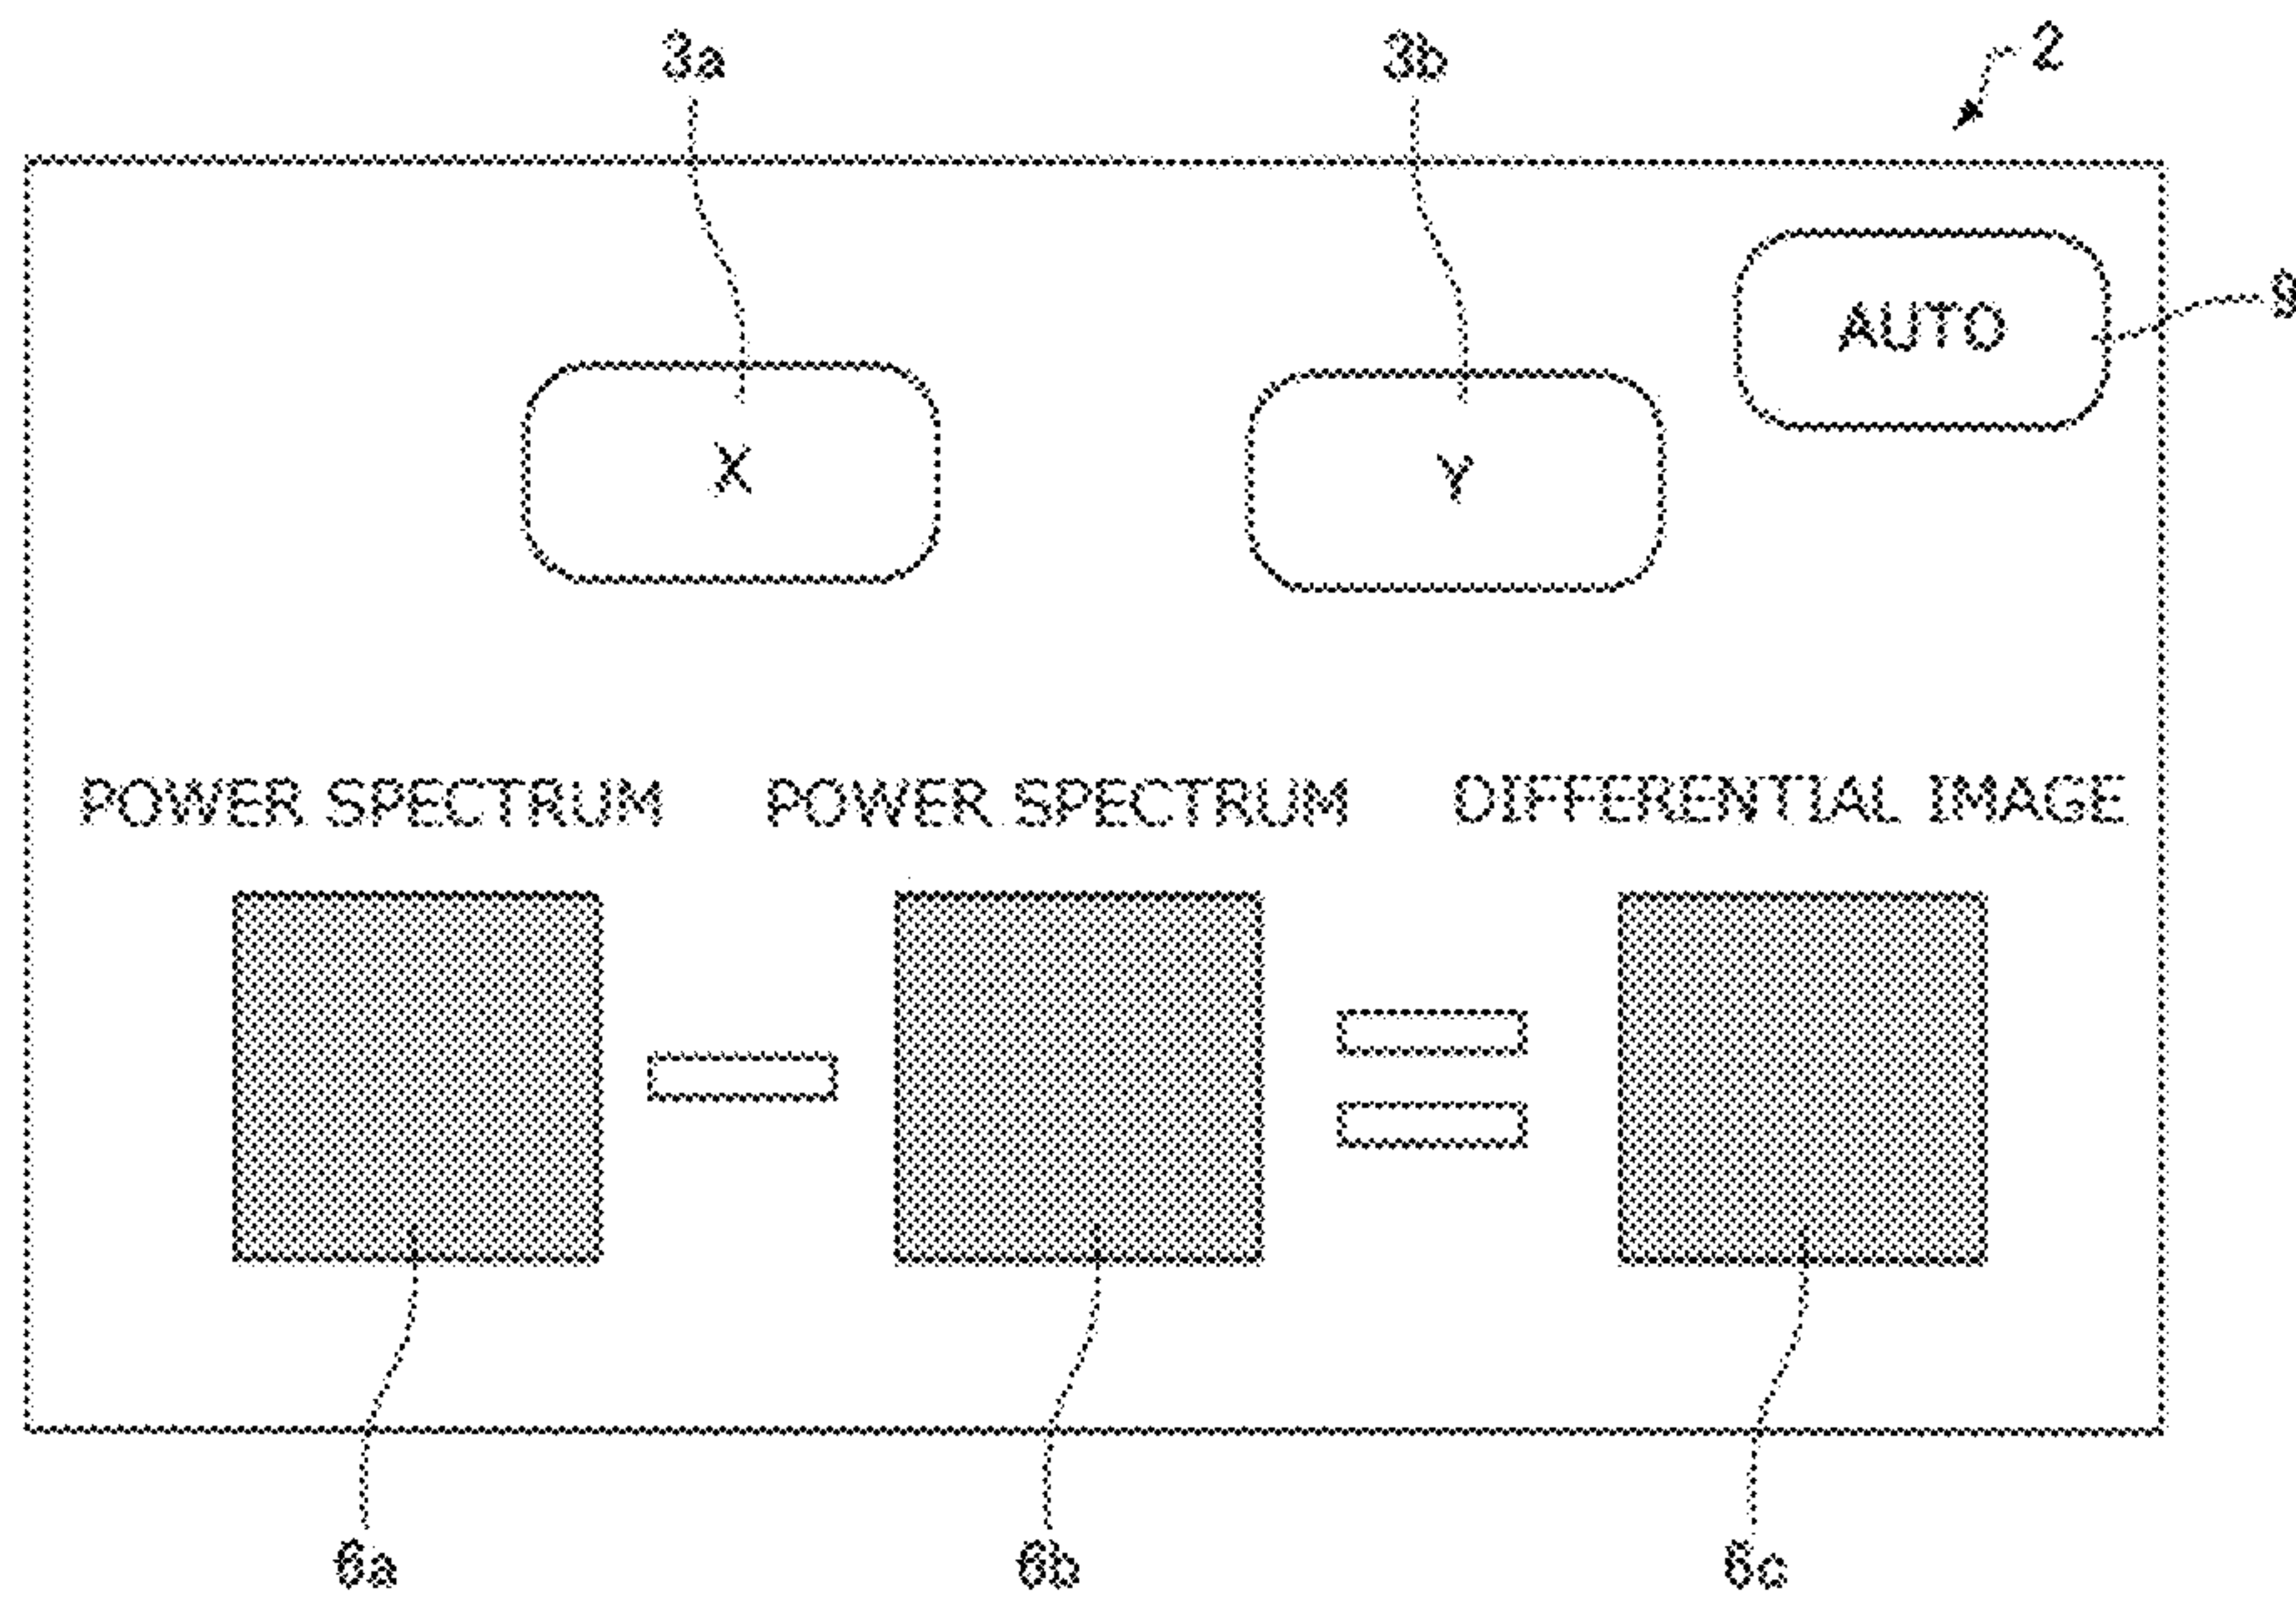 3a 3b 2
AUTO 9
X Y
POWER SPECTRUM POWER SPECTRUM DIFFERENTIAL IMAGE
6a 6b 6c